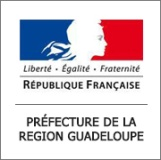 Liberté • Égalité • Fraternité
RÉPUBLIQUE FRANÇAISE
PRÉFECTURE DE LA
REGION GUADELOUPE